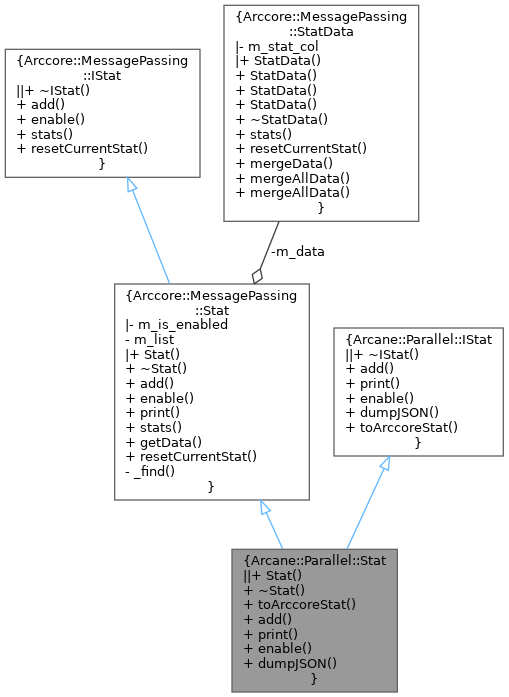 {Arccore::MessagePassing
::StatData
|- m_stat_col
|+ StatData()
+ StatData()
+ StatData()
+ StatData()
+ ~StatData()
+ stats()
+ resetCurrentStat()
+ mergeData()
+ mergeAllData()
+ mergeAllData()
}
{Arccore::MessagePassing
::IStat
||+ ~IStat()
+ add()
+ enable()
+ stats()
+ resetCurrentStat()
}
-m_data
{Arccore::MessagePassing
::Stat
|- m_is_enabled
- m_list
|+ Stat()
+ ~Stat()
+ add()
+ enable()
+ print()
+ stats()
+ getData()
+ resetCurrentStat()
- _find()
}
{Arcane::Parallel::IStat
||+ ~IStat()
+ add()
+ print()
+ enable()
+ dumpJSON()
+ toArccoreStat()
}
{Arcane::Parallel::Stat
||+ Stat()
+ ~Stat()
+ toArccoreStat()
+ add()
+ print()
+ enable()
+ dumpJSON()
}